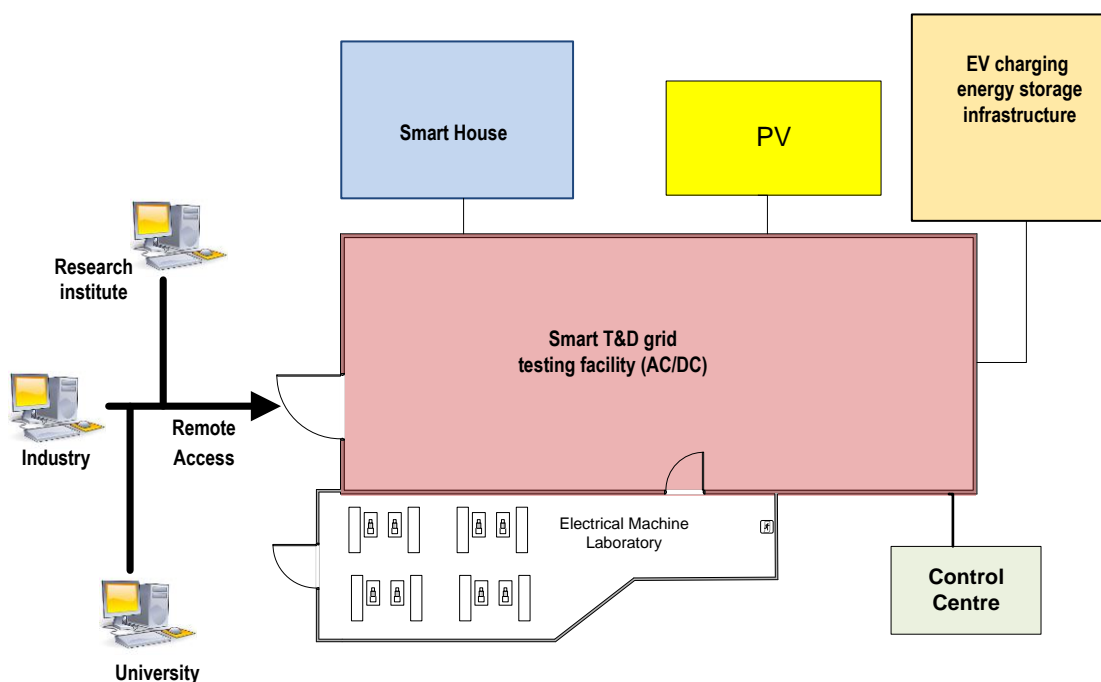 EV charging
energy storage
infrastructure
Smart House
PV
Research
institute
Smart T&D grid
testing facility (AC/DC)
Remote
Access
Industry
Electrical Machine
Laboratory
Control
Centre
University